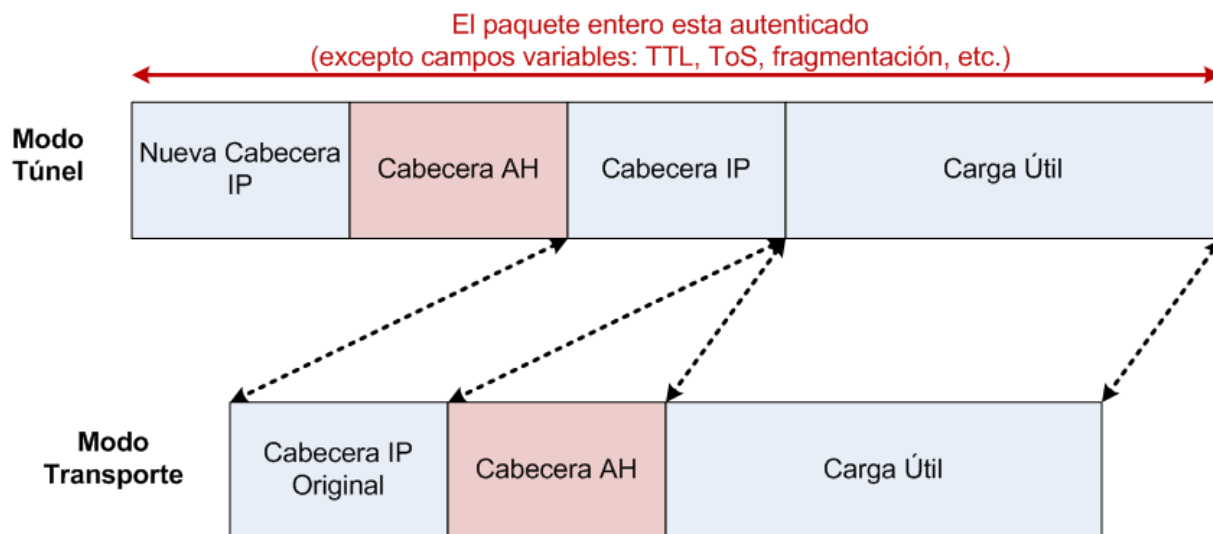 El paquete entero esta autenticado
(excepto campos variables: TTL, ToS, fragmentación, etc.)
Modo
Túnel
Nueva Cabecera
IP
Cabecera AH
Cabecera IP
Carga Útil
Modo
Transporte
Cabecera IP
Original
Cabecera AH
Carga Útil